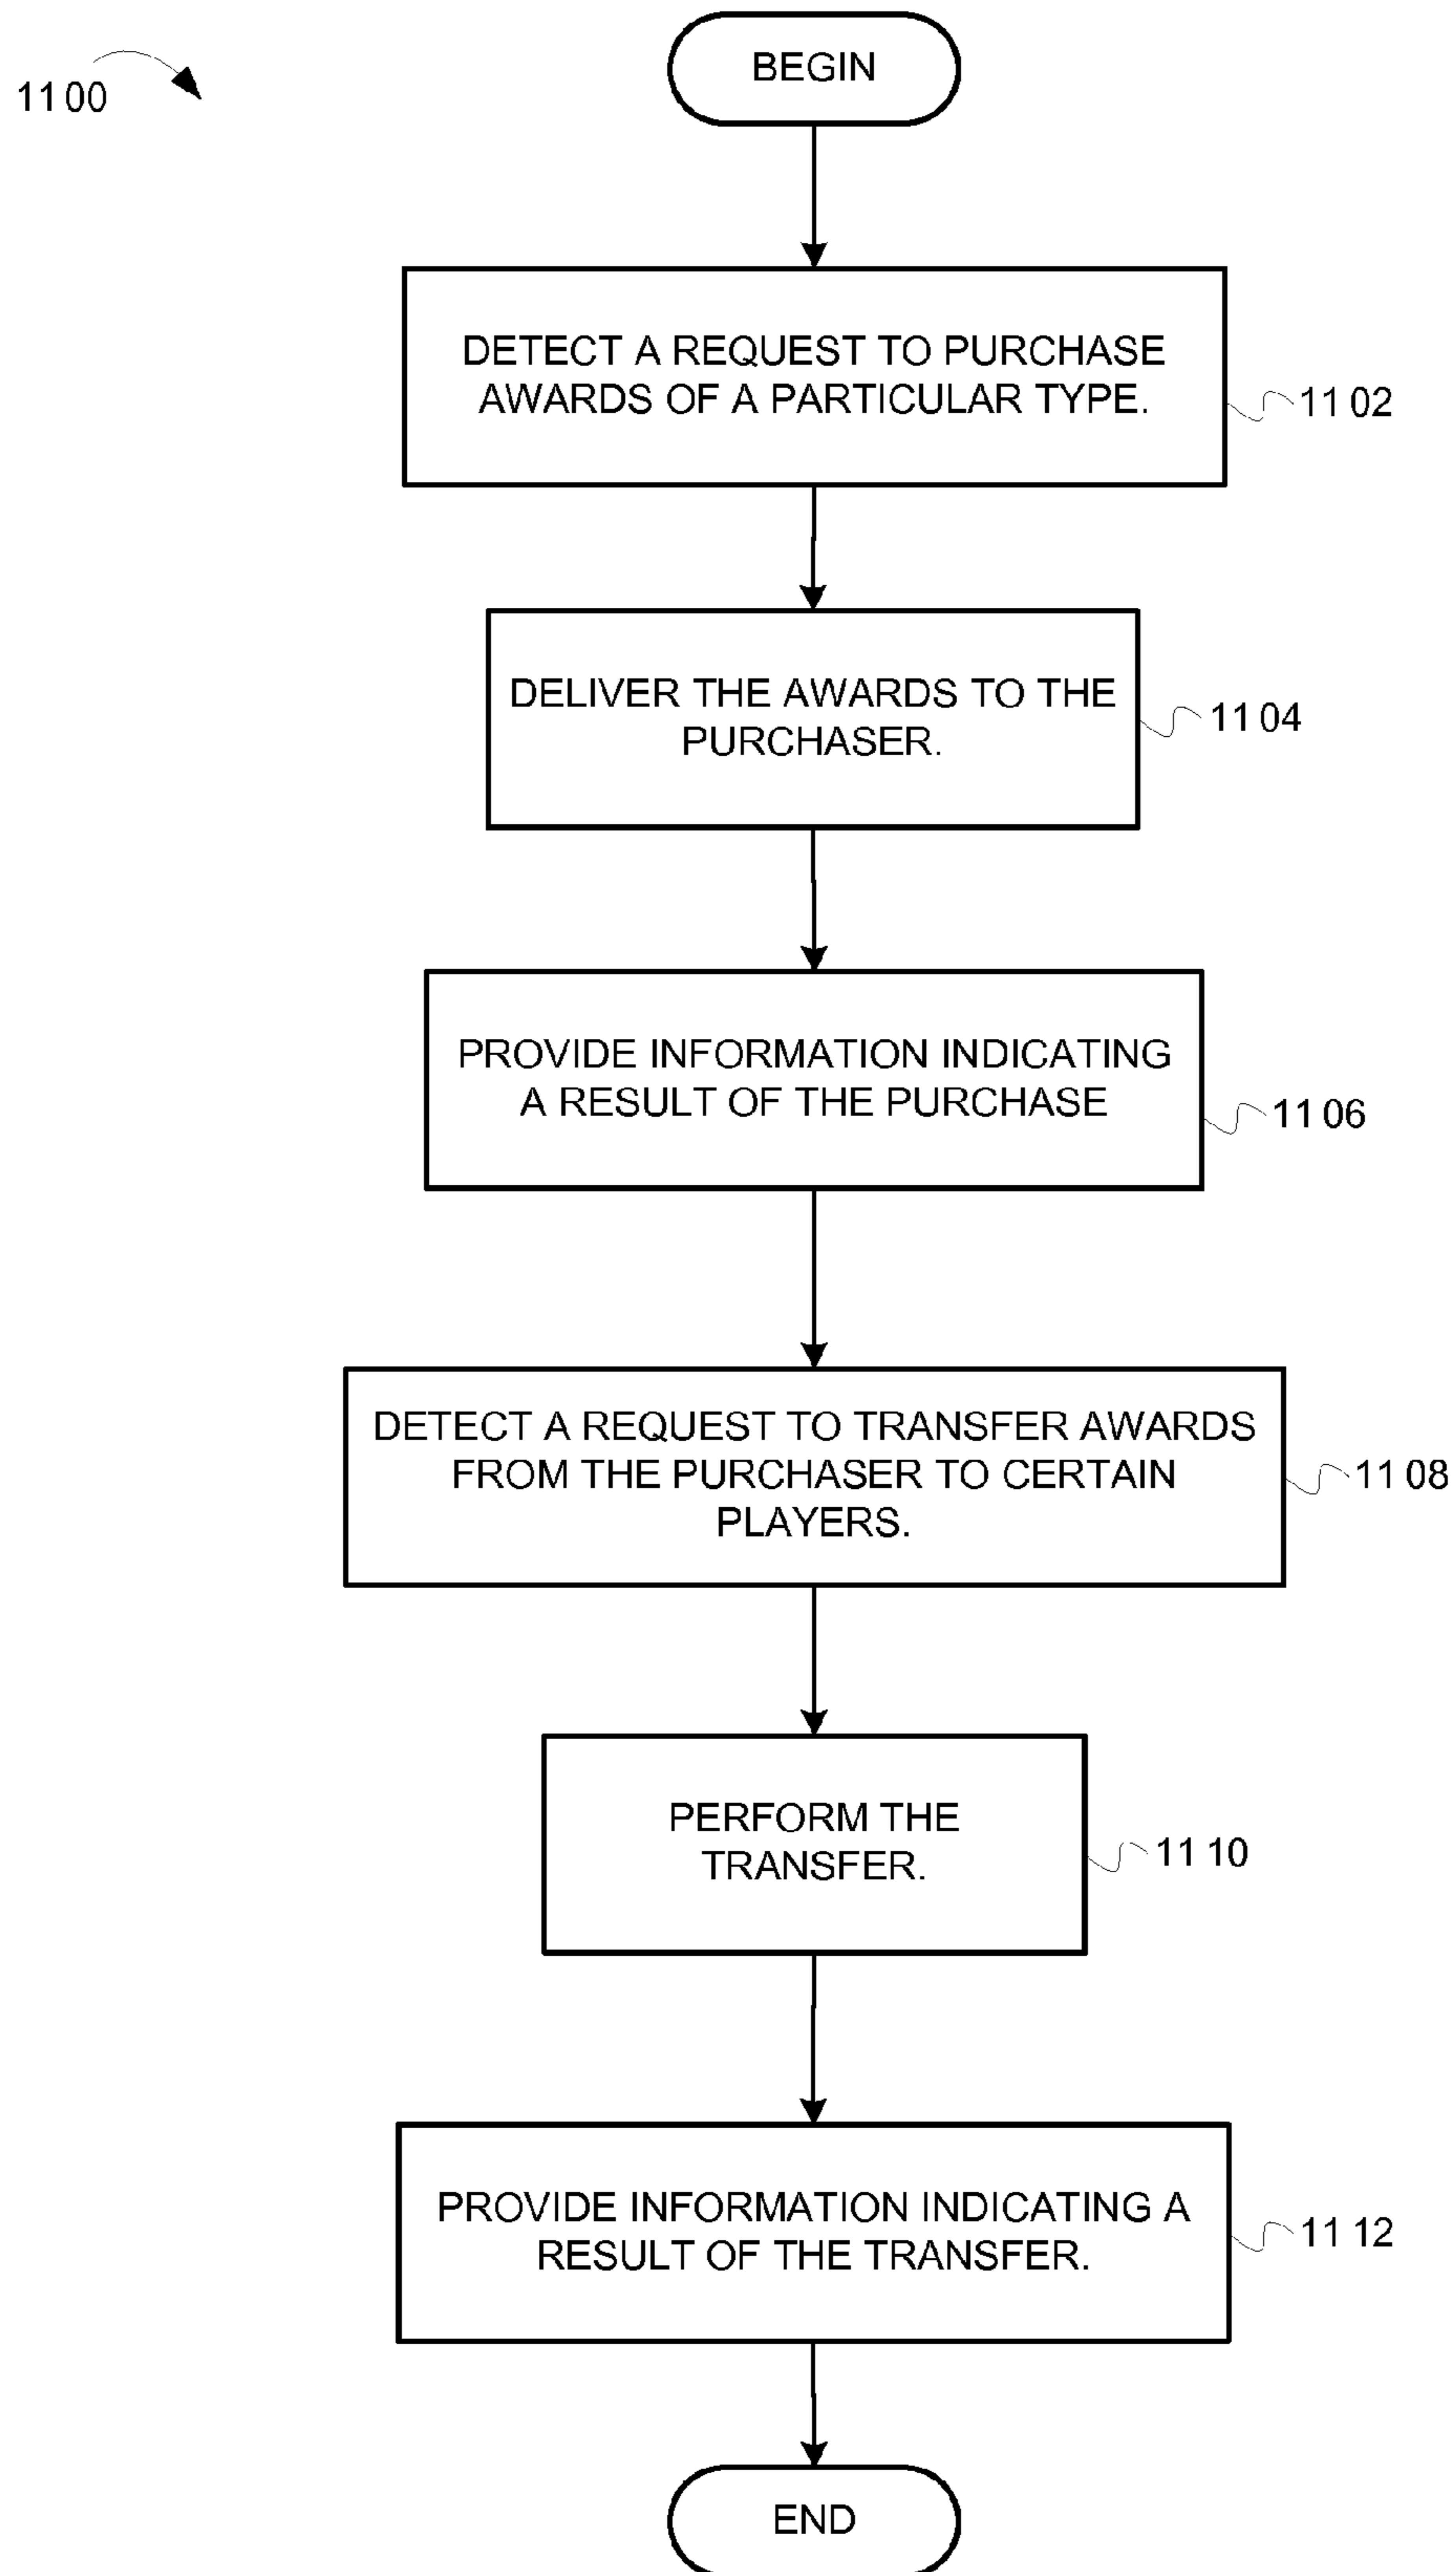 BEGIN
1100
DETECT A REQUEST TO PURCHASE
AWARDS OF A PARTICULAR TYPE.
1102
DELIVER THE AWARDS TO THE
PURCHASER.
1104
PROVIDE INFORMATION INDICATING
A RESULT OF THE PURCHASE
1106
DETECT A REQUEST TO TRANSFER AWARDS
FROM THE PURCHASER TO CERTAIN
PLAYERS.
1108
PERFORM THE
TRANSFER.
1110
PROVIDE INFORMATION INDICATING A
RESULT OF THE TRANSFER.
1112
END